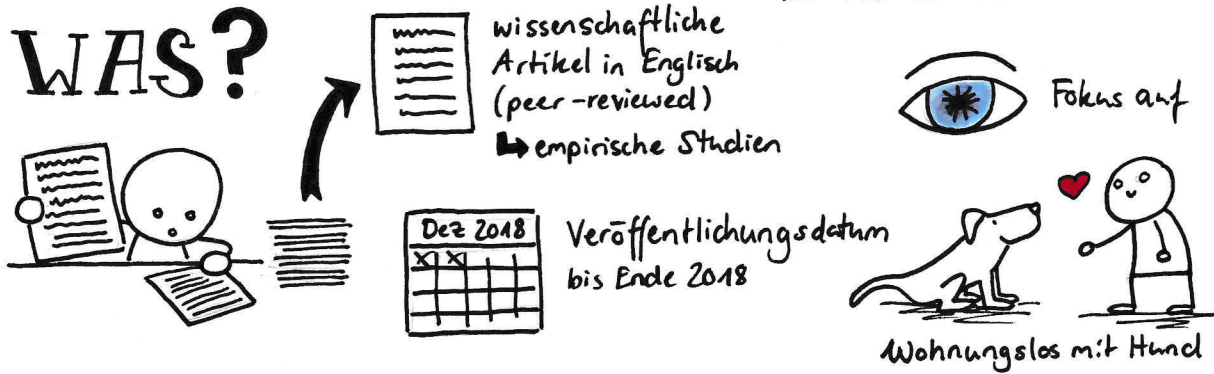 WAS?
wissenschaftliche
Artikel in Englisch
(peer-reviewed)
↳ empirische Studien
Dez 2018
Veröffentlichungsdatum
bis Ende 2018
Fokus auf
Wohnungslos mit Hund